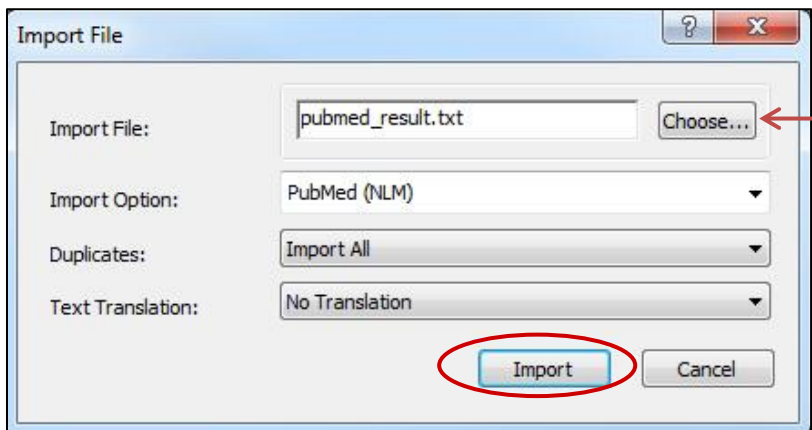 Import File
Import File:
pubmed_result.txt
Choose...
Import Option:
PubMed (NLM)
Duplicates:
Import All
Text Translation:
No Translation
Import
Cancel